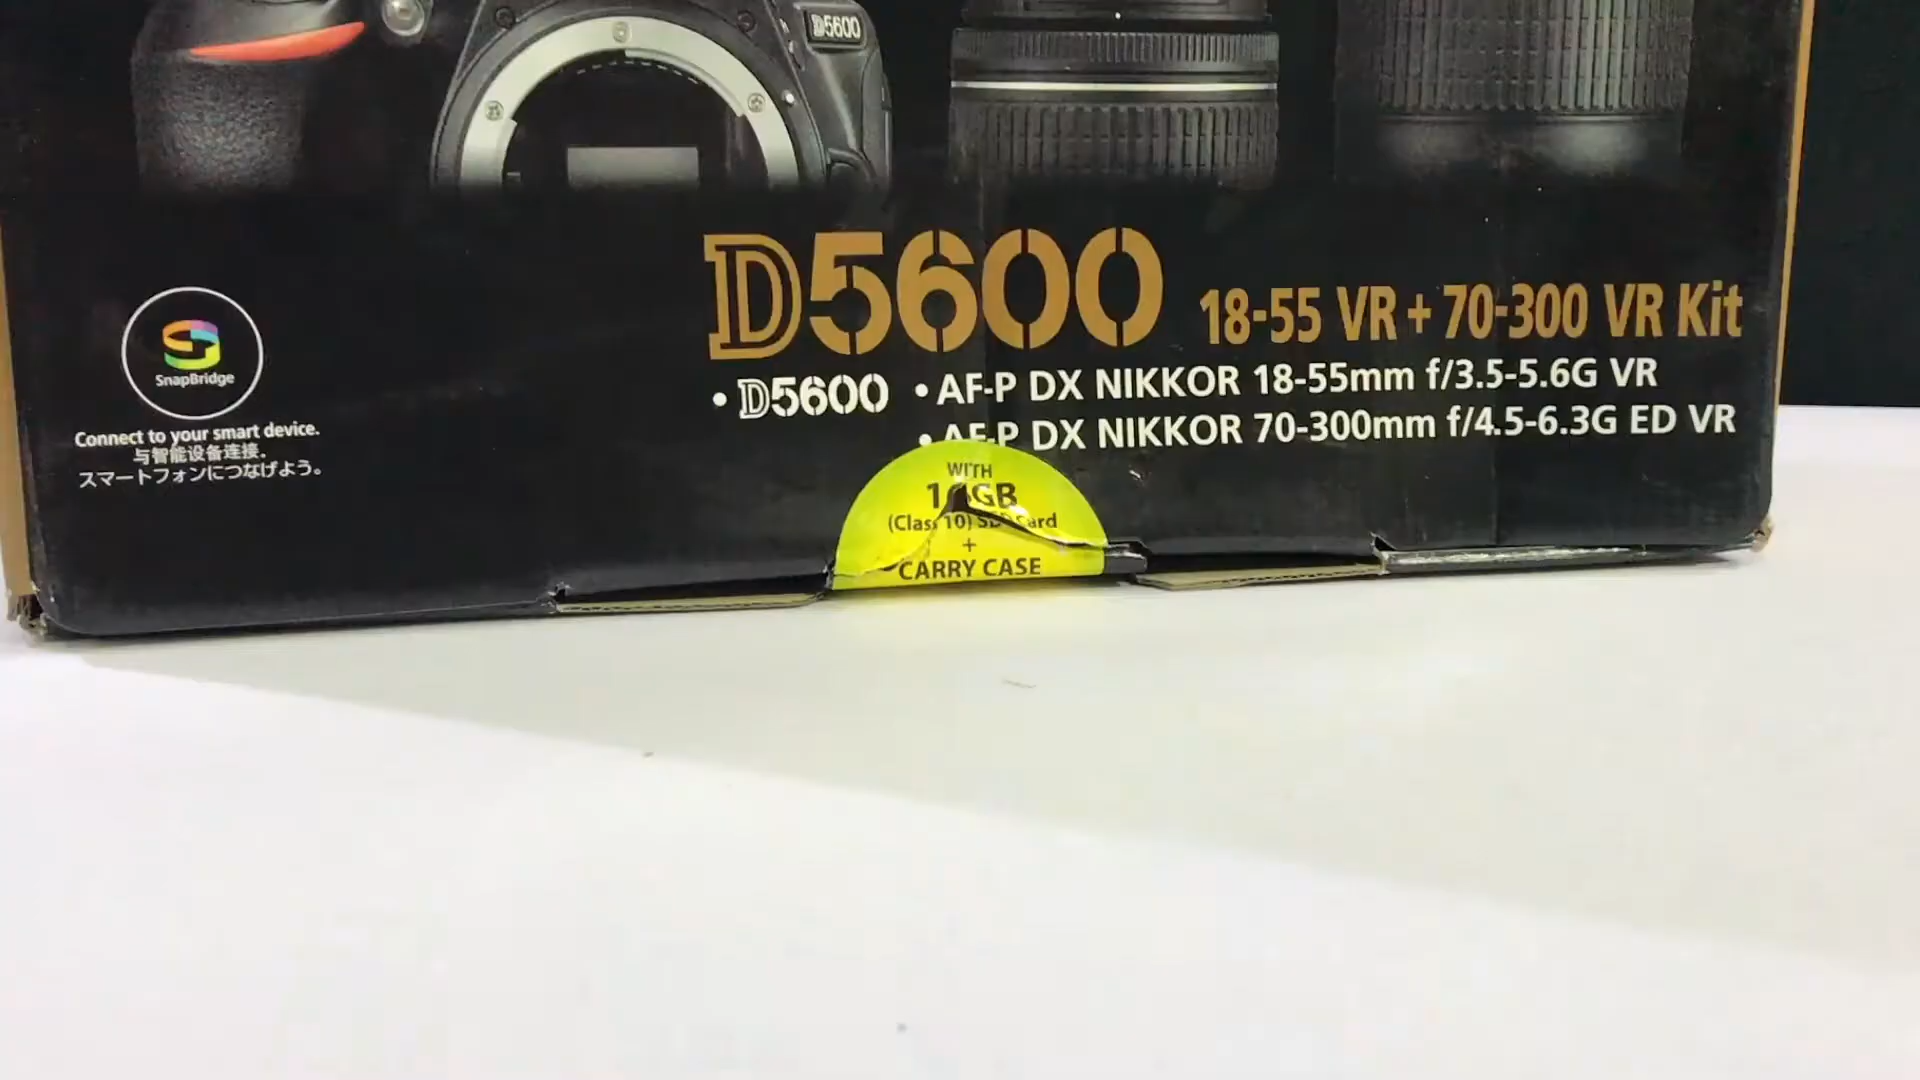 D5600
D5600 18-55 VR + 70-300 VR Kit
• D5600 • AF-P DX NIKKOR 18-55mm f/3.5-5.6G VR
• AF-P DX NIKKOR 70-300mm f/4.5-6.3G ED VR
SnapBridge
Connect to your smart device.
与智能设备连接。
スマートフォンにつなげよう。
WITH
(Class 10) Card
+
CARRY CASE